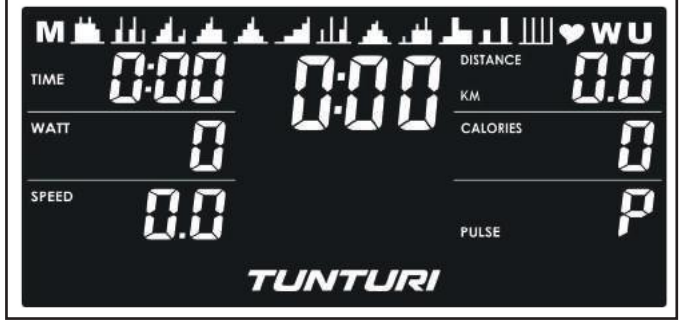 M W U
TIME 0:00 0:00 DISTANCE KM 0.0
WATT 0 CALORIES 0
SPEED 0.0 PULSE P
TUNTURI